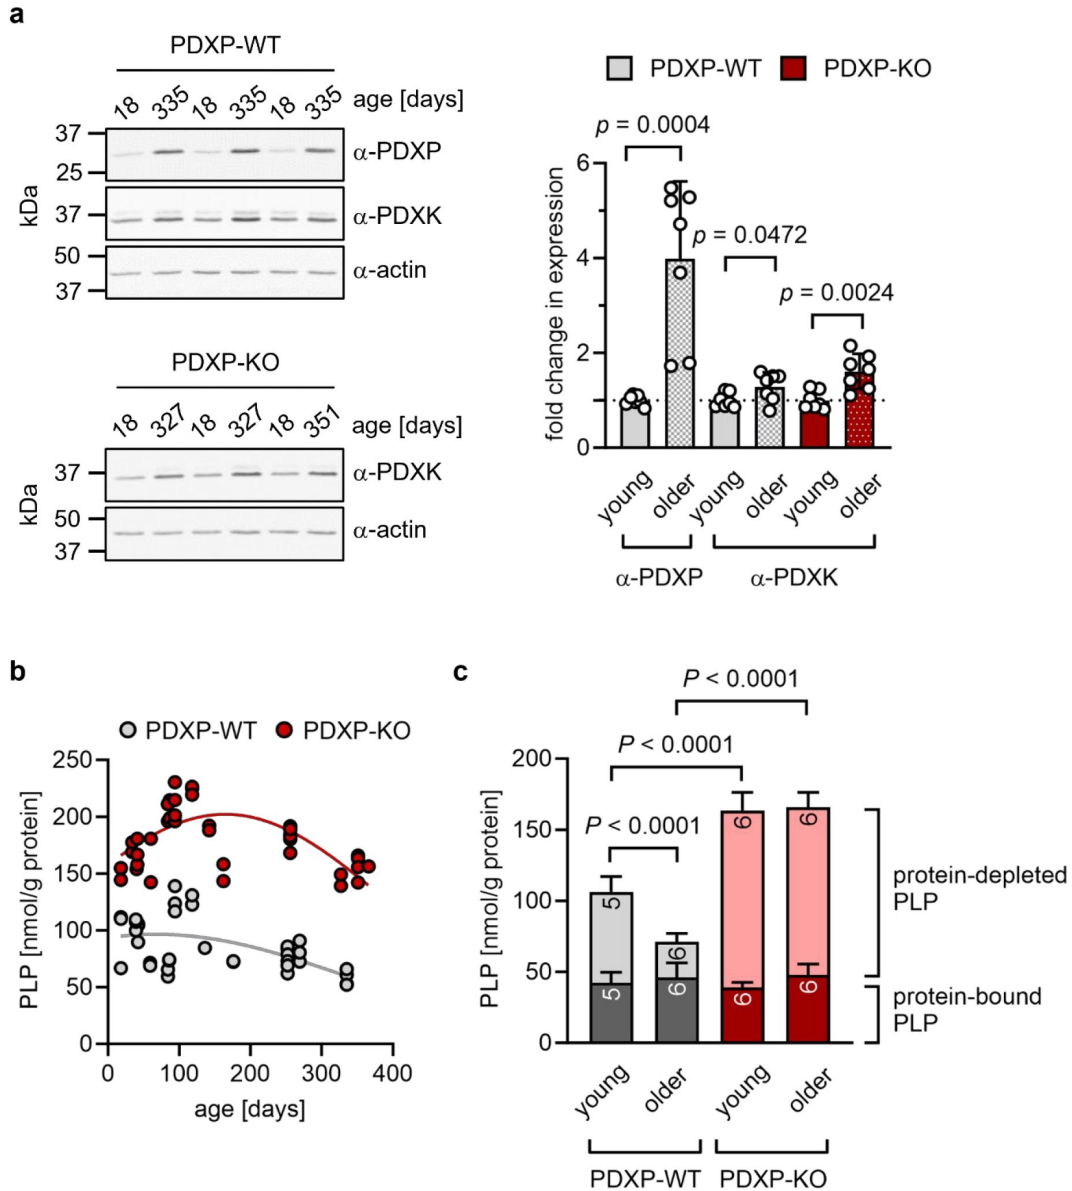 a
PDXP-WT
18 335 18 335 18 335 age [days]
37
25
α-PDXP
37
α-PDXK
50
37
α-actin
kDa
PDXP-KO
18 327 18 327 18 351 age [days]
37
α-PDXK
50
37
α-actin
kDa
PDXP-WT PDXP-KO
p = 0.0004
p = 0.0472
p = 0.0024
fold change in expression
6
4
2
0
young older young older young older
α-PDXP α-PDXK
b
PDXP-WT PDXP-KO
PLP [nmol/g protein]
250
200
150
100
50
0
0 100 200 300 400
age [days]
c
P < 0.0001
P < 0.0001
P < 0.0001
PLP [nmol/g protein]
200
150
100
50
0
5 6 6 6
5 6 6 6
protein-depleted
PLP
protein-bound
PLP
young older young older
PDXP-WT PDXP-KO